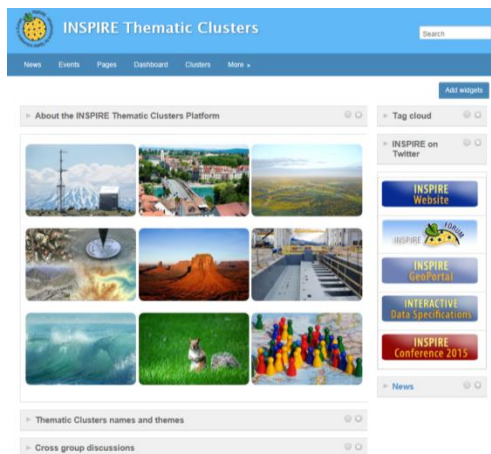 INSPIRE Thematic Clusters
Search
News Events Pages Dashboard Clusters More
Add widgets
About the INSPIRE Thematic Clusters Platform
Tag cloud
INSPIRE on
Twitter
INSPIRE
Website
INSPIRE FORUM
INSPIRE
GeoPortal
INTERACTIVE
Data Specifications
INSPIRE
Conference 2015
News
Thematic Clusters names and themes
Cross group discussions